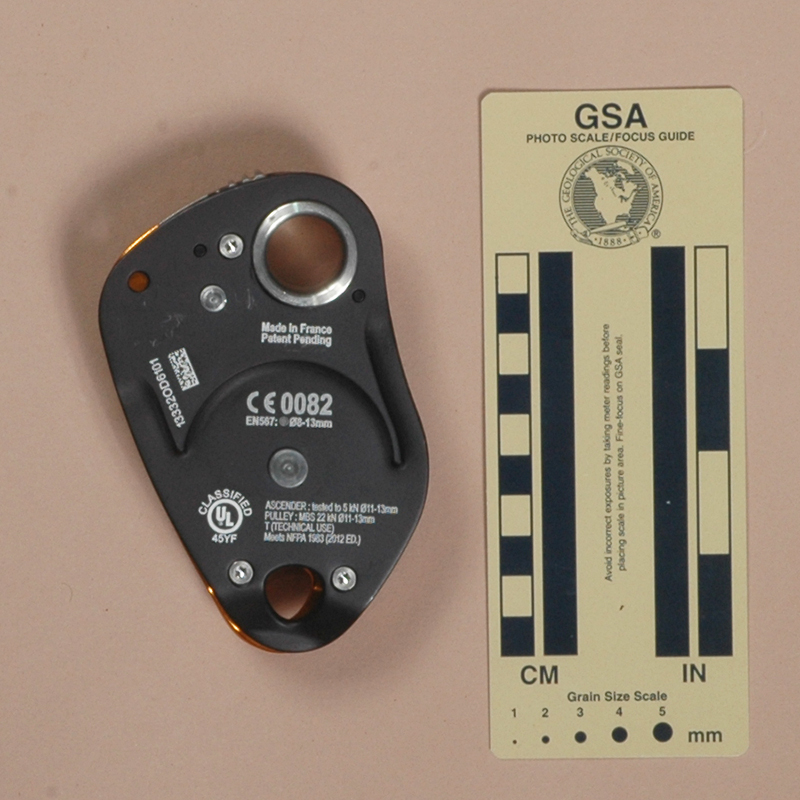 Made in France
Patent Pending
13332OD6101
CE 0082
EN567: Ø8-13mm
CLASSIFIED
UL
45YF
ASCENDER : tested to 5 kN Ø11-13mm
PULLEY : MBS 22 kN Ø11-13mm
T (TECHNICAL USE)
Meets NFPA 1983 (2012 ED.)
GSA
PHOTO SCALE/FOCUS GUIDE
THE GEOLOGICAL SOCIETY OF AMERICA
1888
®
Avoid incorrect exposures by taking meter readings before
placing scale in picture area. Fine-focus on GSA seal.
CM
IN
Grain Size Scale
1 2 3 4 5
mm